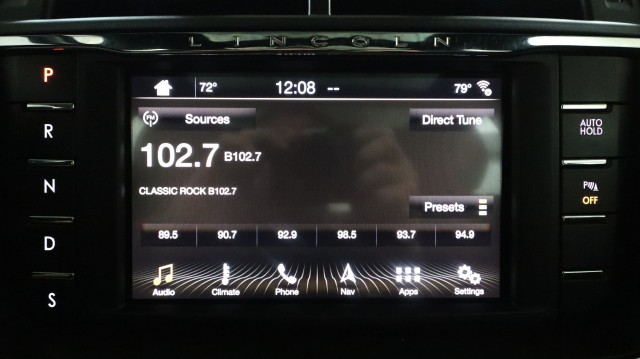 LINCOLN
P
R
N
D
S
72° 12:08 -- 79°
FM Sources Direct Tune
102.7 B102.7
CLASSIC ROCK B102.7
Presets
89.5 90.7 92.9 98.5 93.7 94.9
Audio Climate Phone Nav Apps Settings
AUTO
HOLD
P
OFF